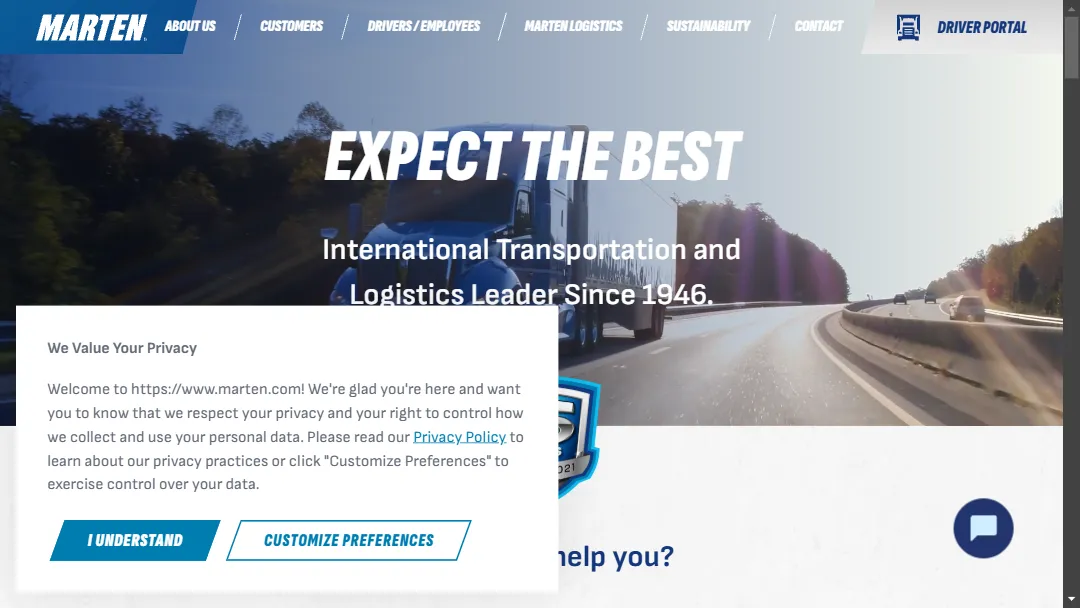 MARTEN
ABOUT US
CUSTOMERS
DRIVERS / EMPLOYEES
MARTEN LOGISTICS
SUSTAINABILITY
CONTACT
DRIVER PORTAL
EXPECT THE BEST
International Transportation and
Logistics Leader Since 1946.
We Value Your Privacy
Welcome to https://www.marten.com! We're glad you're here and want
you to know that we respect your privacy and your right to control how
we collect and use your personal data. Please read our Privacy Policy to
learn about our privacy practices or click "Customize Preferences" to
exercise control over your data.
I UNDERSTAND
CUSTOMIZE PREFERENCES
help you?